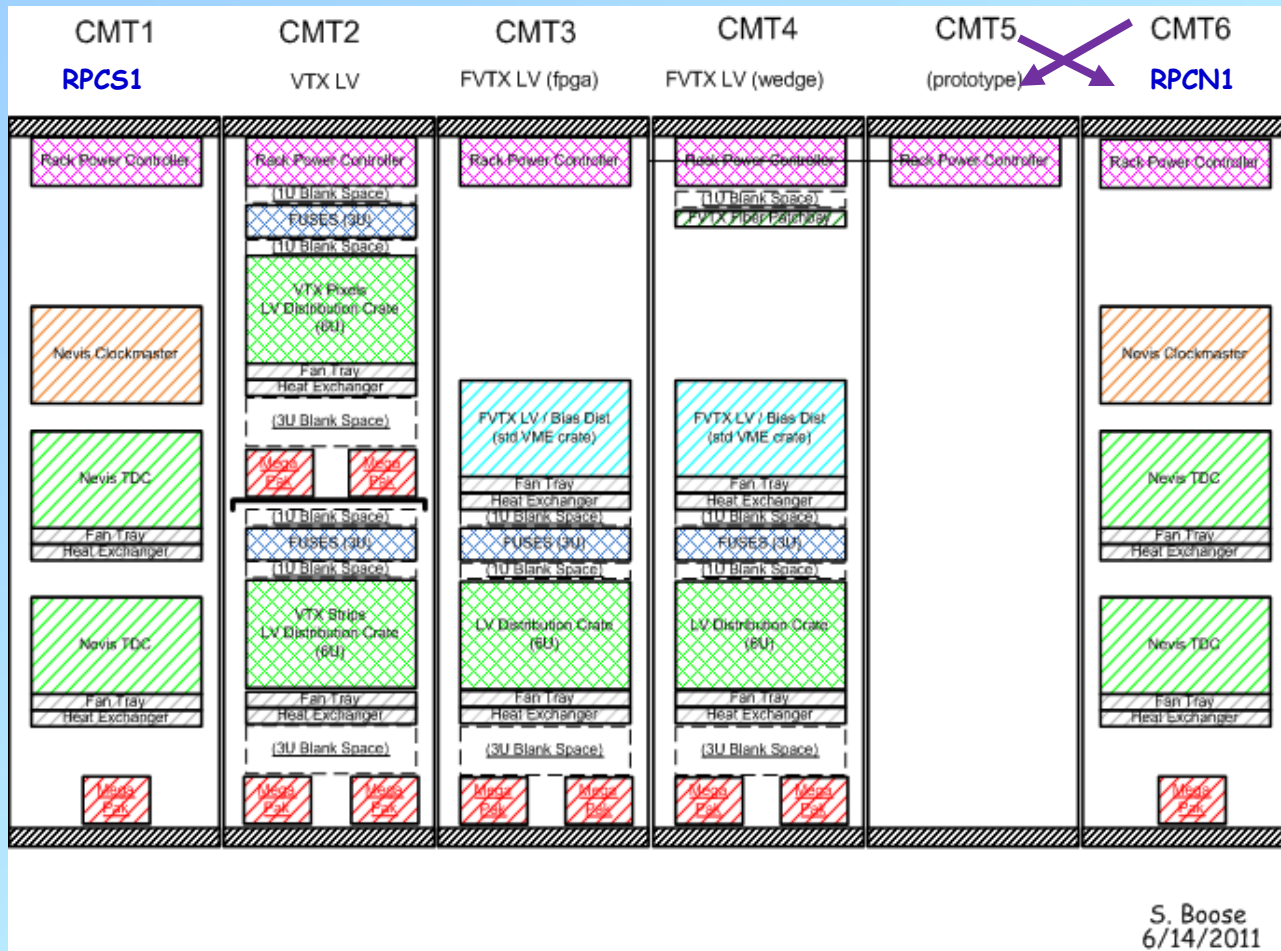 CMT1
CMT2
CMT3
CMT4
CMT5
CMT6
RPCS1
VTX LV
FVTX LV (fpga)
FVTX LV (wedge)
(prototype)
RPCN1
Rack Power Controller
Nevis Clockmaster
Nevis TDC
Fan Tray
Heat Exchanger
Nevis TDC
Fan Tray
Heat Exchanger
Mega
Pak
Rack Power Controller
(1U Blank Space)
FUSES (3U)
(1U Blank Space)
VTX Pixels
LV Distribution Crate
(6U)
Fan Tray
Heat Exchanger
(3U Blank Space)
Mega
Pak
Mega
Pak
(1U Blank Space)
FUSES (3U)
(1U Blank Space)
VTX Strips
LV Distribution Crate
(6U)
Fan Tray
Heat Exchanger
(3U Blank Space)
Mega
Pak
Mega
Pak
Rack Power Controller
FVTX LV / Bias Dist
(std VME crate)
Fan Tray
Heat Exchanger
(1U Blank Space)
FUSES (3U)
(1U Blank Space)
LV Distribution Crate
(6U)
Fan Tray
Heat Exchanger
(3U Blank Space)
Mega
Pak
Mega
Pak
Rack Power Controller
(1U Blank Space)
FVTX Fiber Patchbay
FVTX LV / Bias Dist
(std VME crate)
Fan Tray
Heat Exchanger
(1U Blank Space)
FUSES (3U)
(1U Blank Space)
LV Distribution Crate
(6U)
Fan Tray
Heat Exchanger
(3U Blank Space)
Mega
Pak
Mega
Pak
Rack Power Controller
Rack Power Controller
Nevis Clockmaster
Nevis TDC
Fan Tray
Heat Exchanger
Nevis TDC
Fan Tray
Heat Exchanger
Mega
Pak
S. Boose
6/14/2011